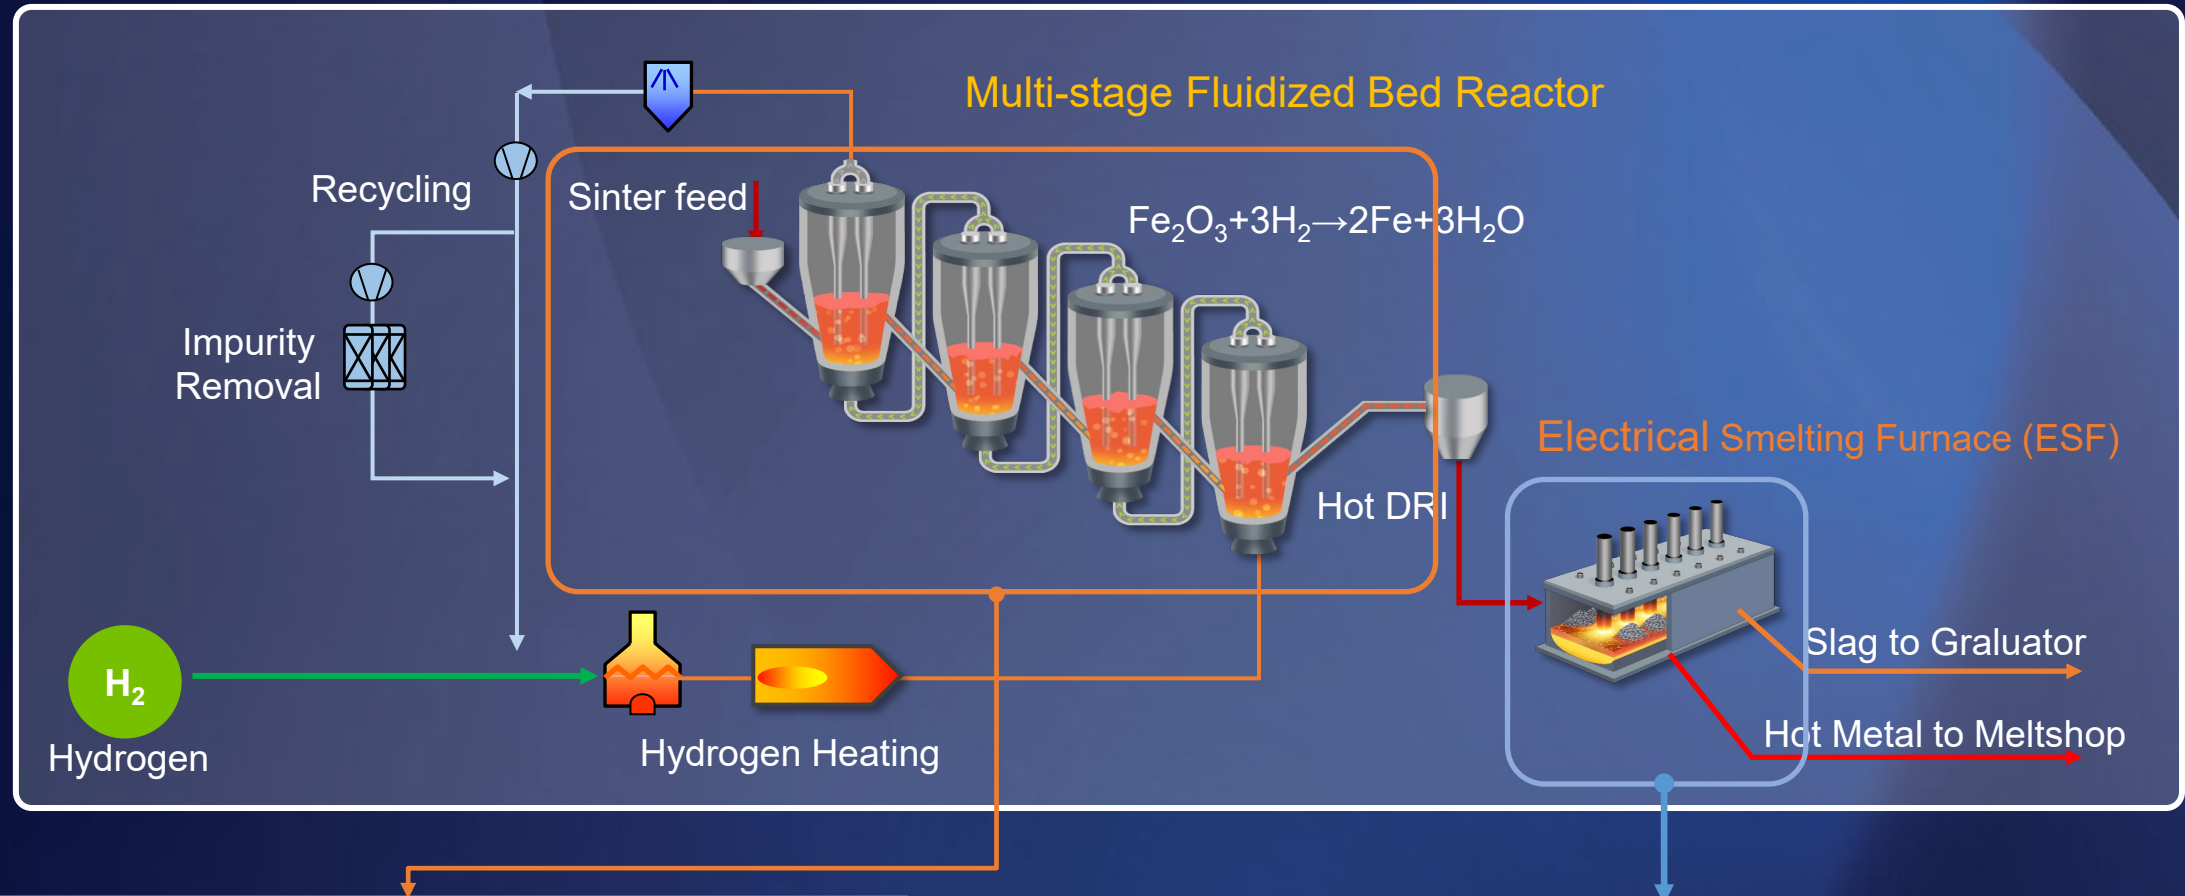 Multi-stage Fluidized Bed Reactor
Recycling
Sinter feed
Fe₂O₃+3H₂→2Fe+3H₂O
Impurity
Removal
Electrical Smelting Furnace (ESF)
Hot DRI
Slag to Graluator
H₂
Hydrogen
Hydrogen Heating
Hot Metal to Meltshop